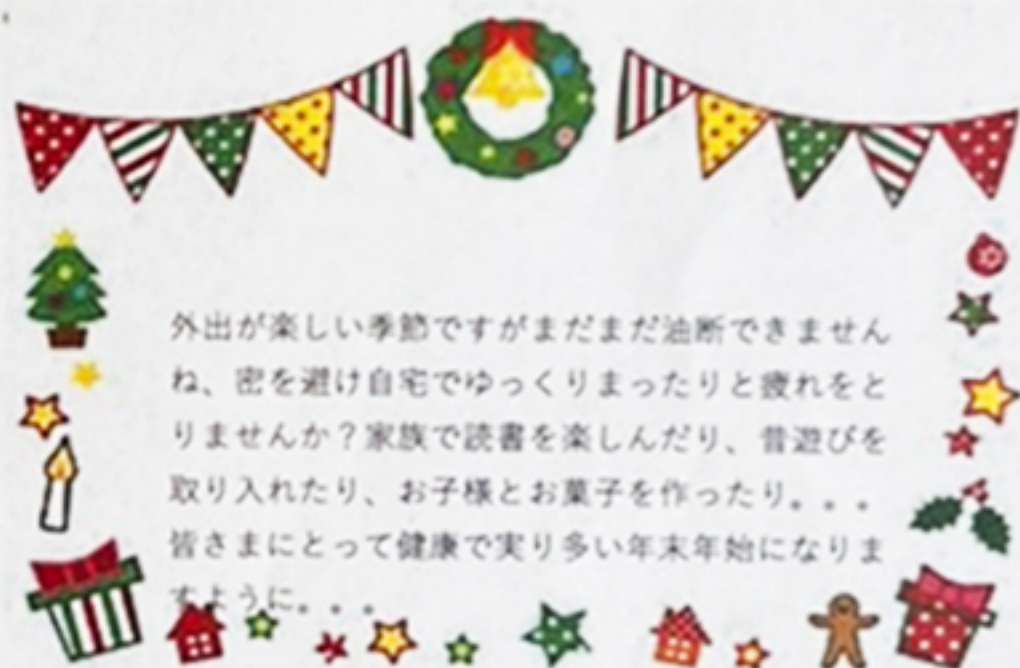 外出が楽しい季節ですがまだまだ油断できません
ね、密を避け自宅でゆっくりまったりと疲れをと
りませんか？家族で読書を楽しんだり、昔遊びを
取り入れたり、お子様とお菓子を作ったり。。。
皆さまにとって健康で実り多い年末年始になりま
すように。。。